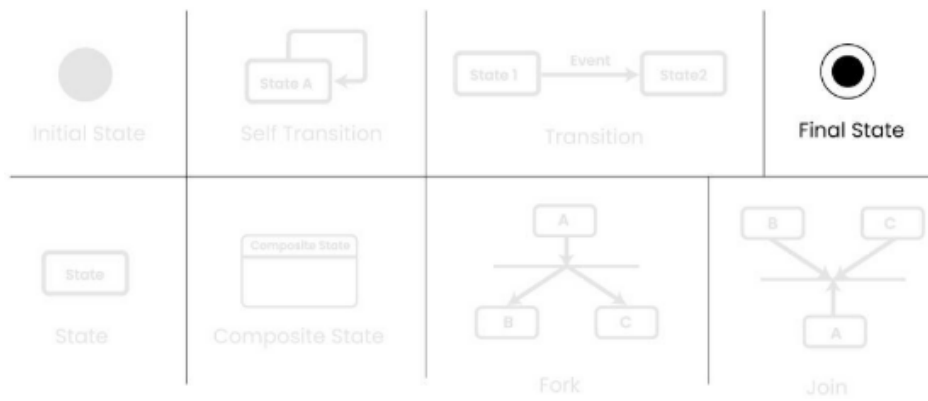 State A
State 1
Event
State2
Initial State
Self Transition
Transition
Final State
State
Composite State
A
B
C
B
C
A
State
Composite State
Fork
Join